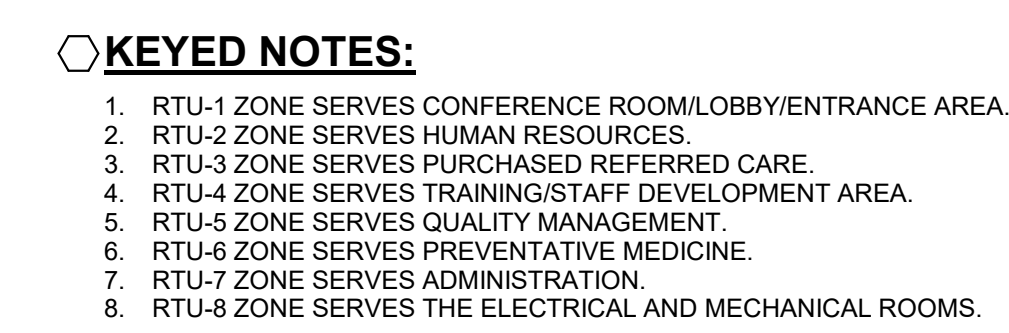 KEYED NOTES:
1. RTU-1 ZONE SERVES CONFERENCE ROOM/LOBBY/ENTRANCE AREA.
2. RTU-2 ZONE SERVES HUMAN RESOURCES.
3. RTU-3 ZONE SERVES PURCHASED REFERRED CARE.
4. RTU-4 ZONE SERVES TRAINING/STAFF DEVELOPMENT AREA.
5. RTU-5 ZONE SERVES QUALITY MANAGEMENT.
6. RTU-6 ZONE SERVES PREVENTATIVE MEDICINE.
7. RTU-7 ZONE SERVES ADMINISTRATION.
8. RTU-8 ZONE SERVES THE ELECTRICAL AND MECHANICAL ROOMS.